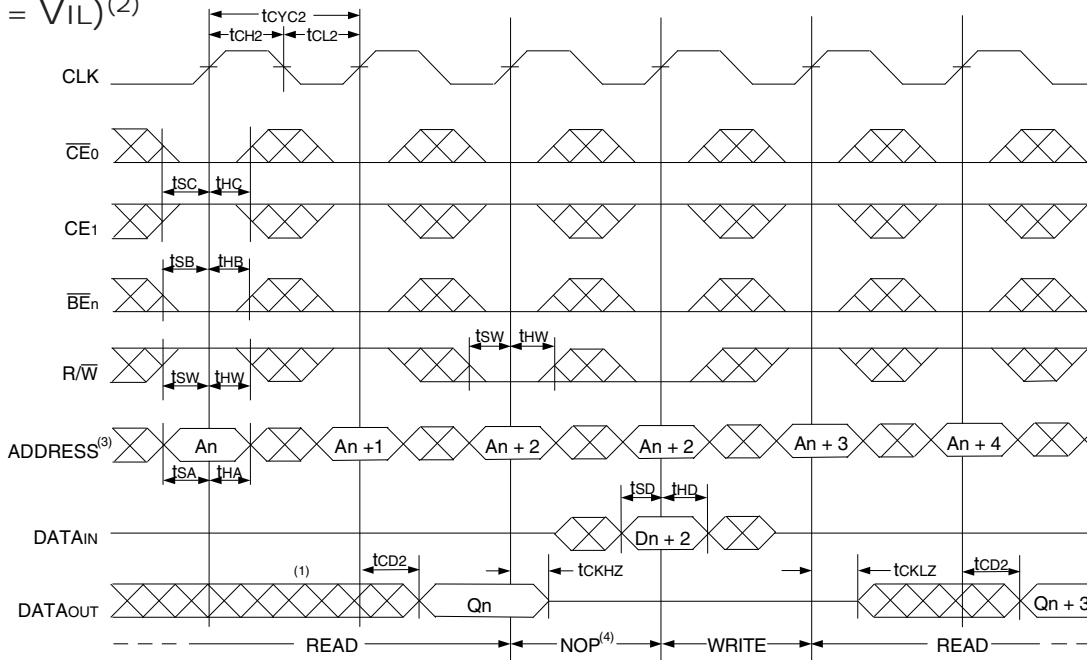 = VIL)(2)
tCYC2
tCH2 tCL2
CLK
CE0
tSC tHC
CE1
tSB tHB
BEn
tSW tHW
R/W
tSW tHW
ADDRESS(3) An An +1 An + 2 An + 2 An + 3 An + 4
tSA tHA
tSD tHD
DATAIN Dn + 2
(1) tCD2 tCKHZ tCKLZ tCD2
DATAOUT Qn Qn + 3
READ NOP(4) WRITE READ